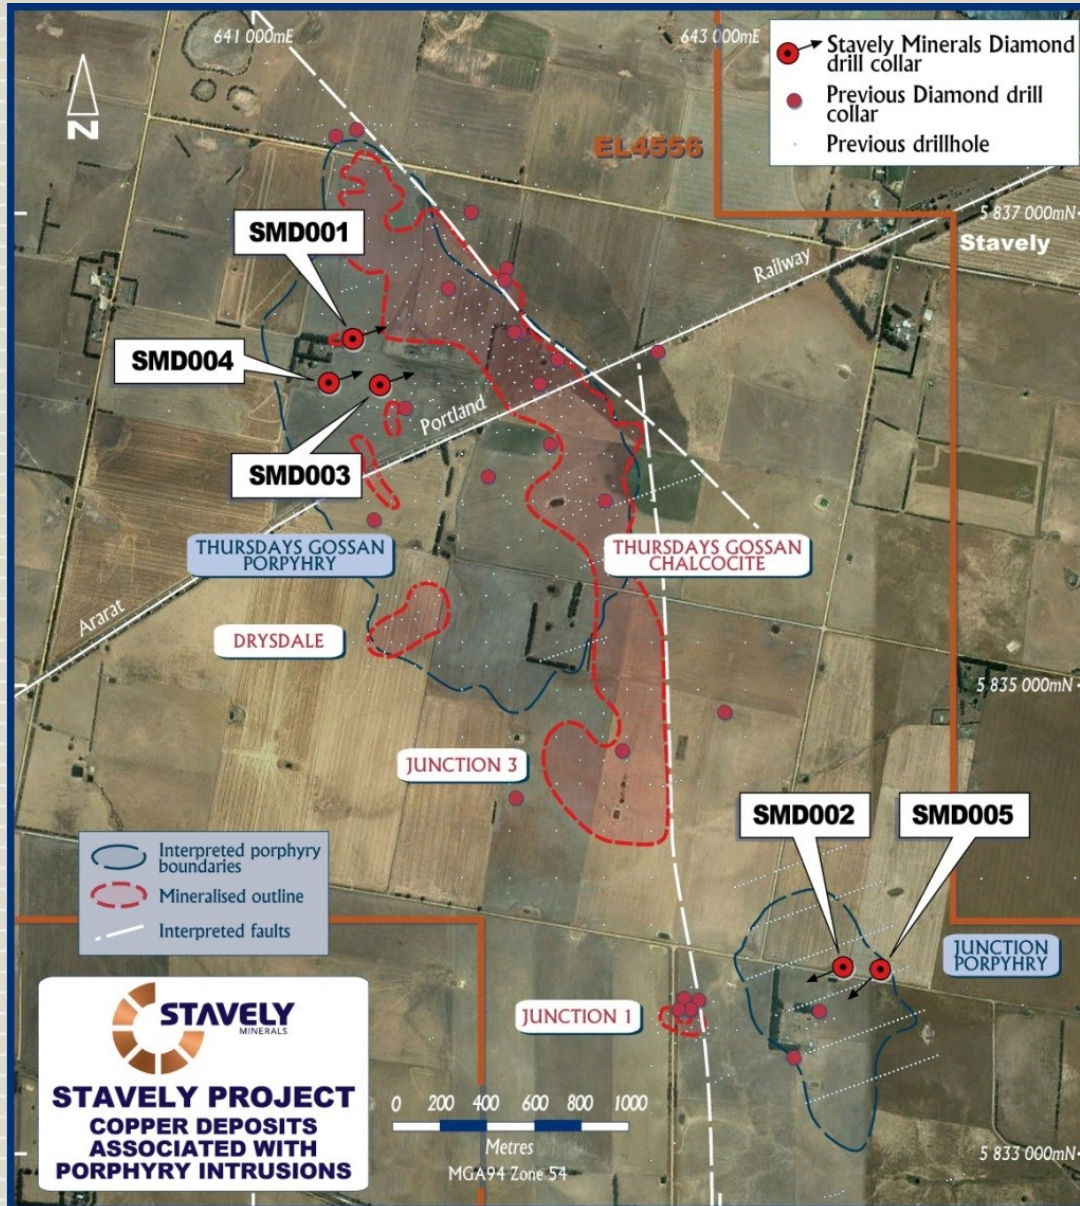 641 000mE
643 000mE
Stavely Minerals Diamond
drill collar
Previous Diamond drill
collar
Previous drillhole
N
EL4556
5 837 000mN
Stavely
SMD001
Railway
SMD004
Portland
SMD003
THURSDAYS GOSSAN
PORPYHRY
THURSDAYS GOSSAN
CHALCOCITE
Ararat
DRYSDALE
5 835 000mN
JUNCTION 3
SMD002
SMD005
Interpreted porphyry
boundaries
Mineralised outline
Interpreted faults
JUNCTION
PORPYHRY
JUNCTION 1
STAVELY
MINERALS
STAVELY PROJECT
COPPER DEPOSITS
ASSOCIATED WITH
PORPHYRY INTRUSIONS
0 200 400 600 800 1000
Metres
MGA94 Zone 54
5 833 000mN